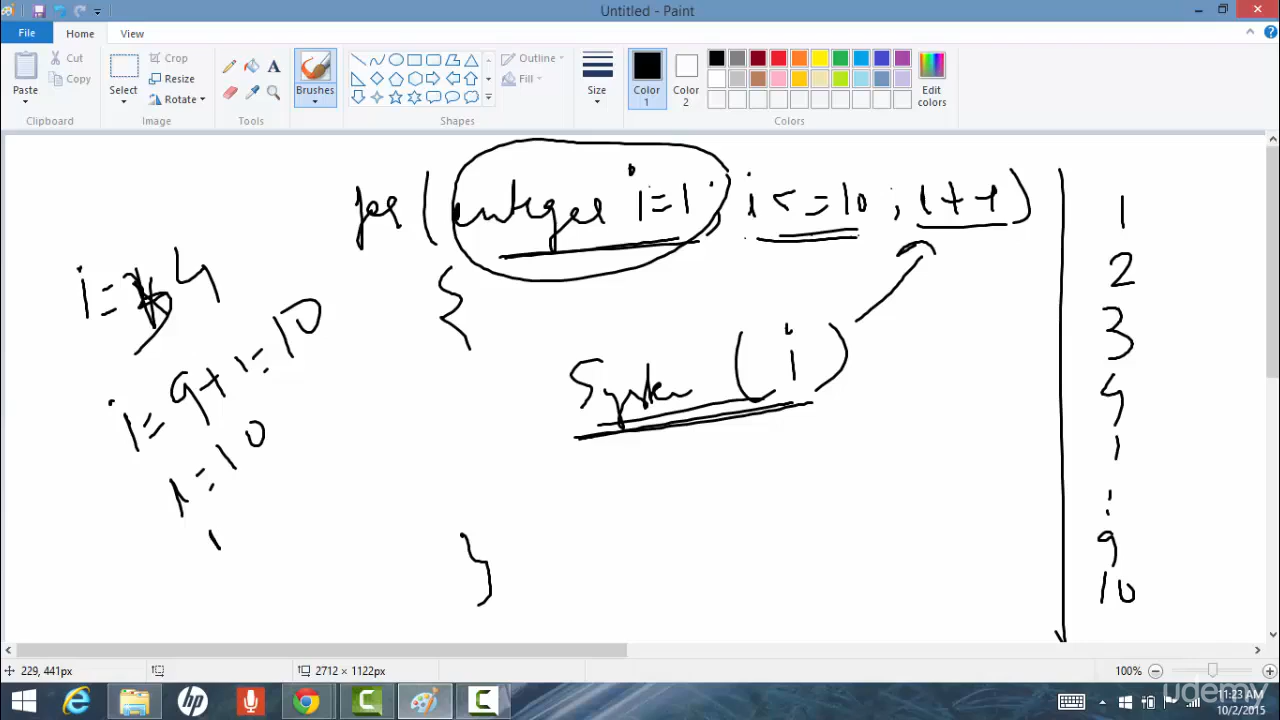 Untitled - Paint
File Home View
Paste
Cut
Copy
Clipboard
Select
Crop
Resize
Rotate
Image
A
Tools
Brushes
Outline
Fill
Shapes
Size
Color 1
Color 2
Edit colors
Colors
for (integer i=1; i<=10; i++)
{
System (i)
}
4
i=9+1=10
i=10
1
2
3
4
9
10
229, 441px
2712 × 1122px
100%
hp
udemy
11:23 AM
10/2/2015